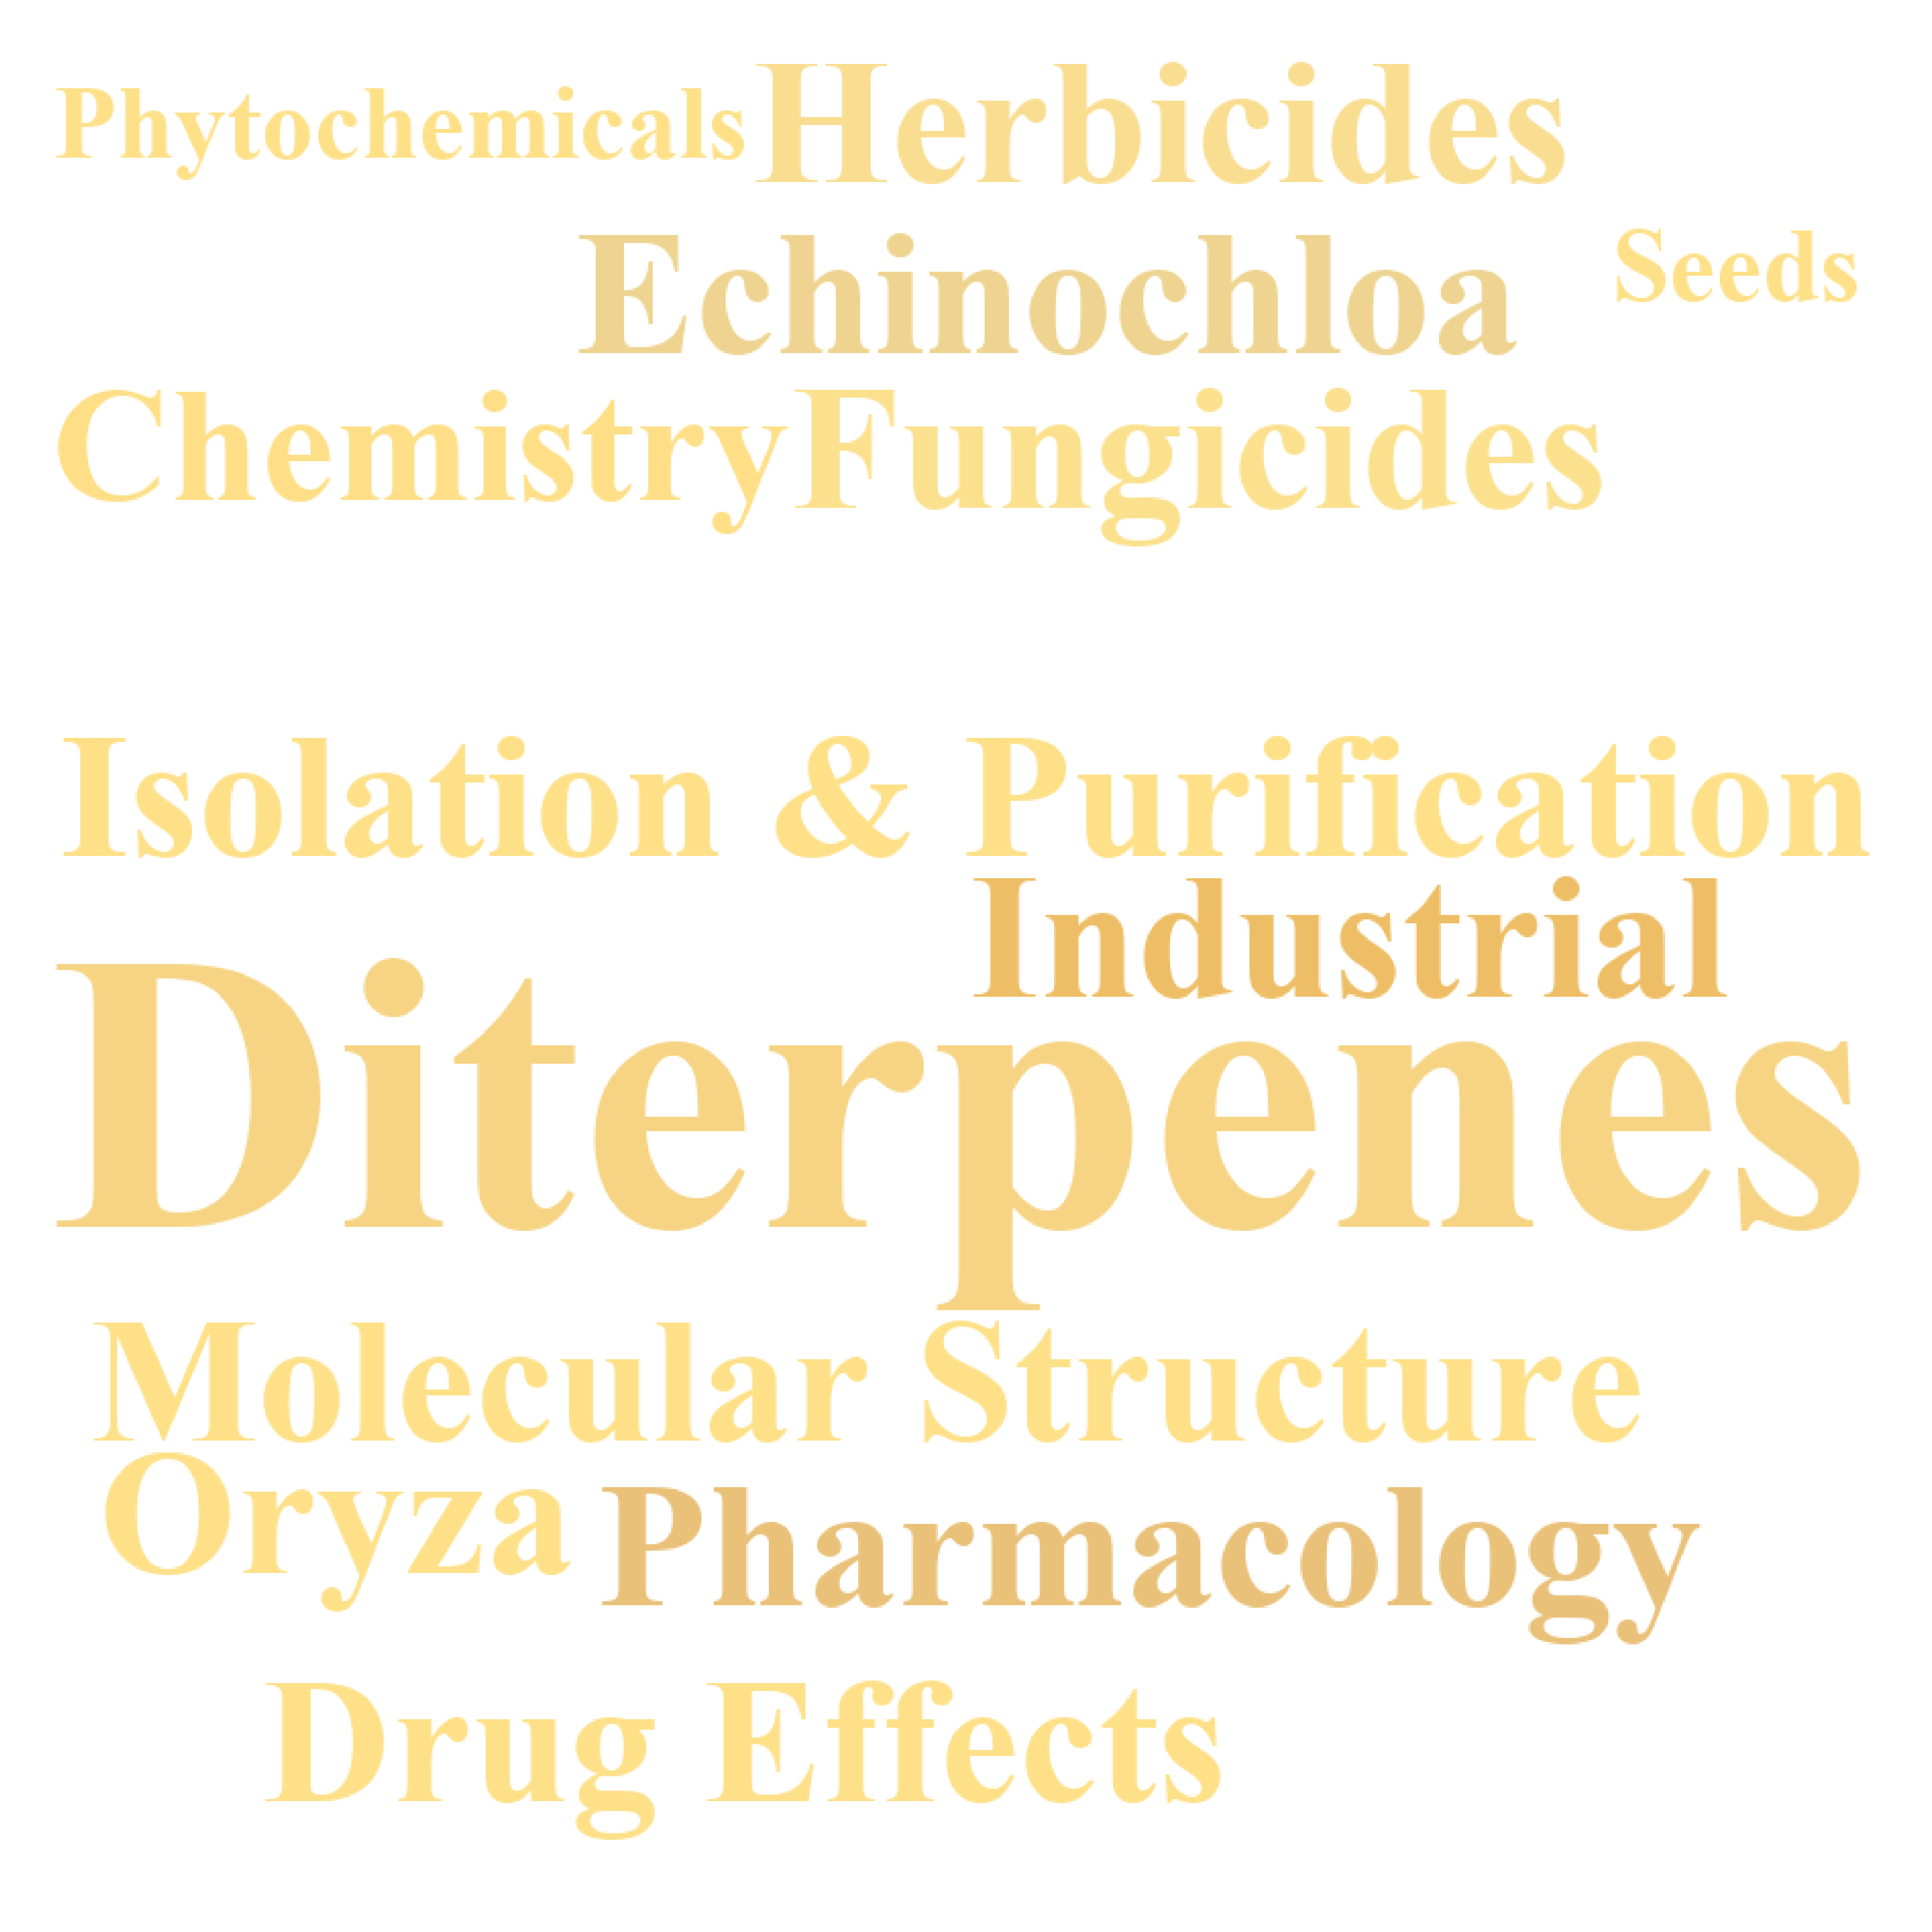 Phytochemicals Herbicides
Echinochloa Seeds
Chemistry Fungicides
Isolation & Purification
Industrial
Diterpenes
Molecular Structure
Oryza Pharmacology
Drug Effects